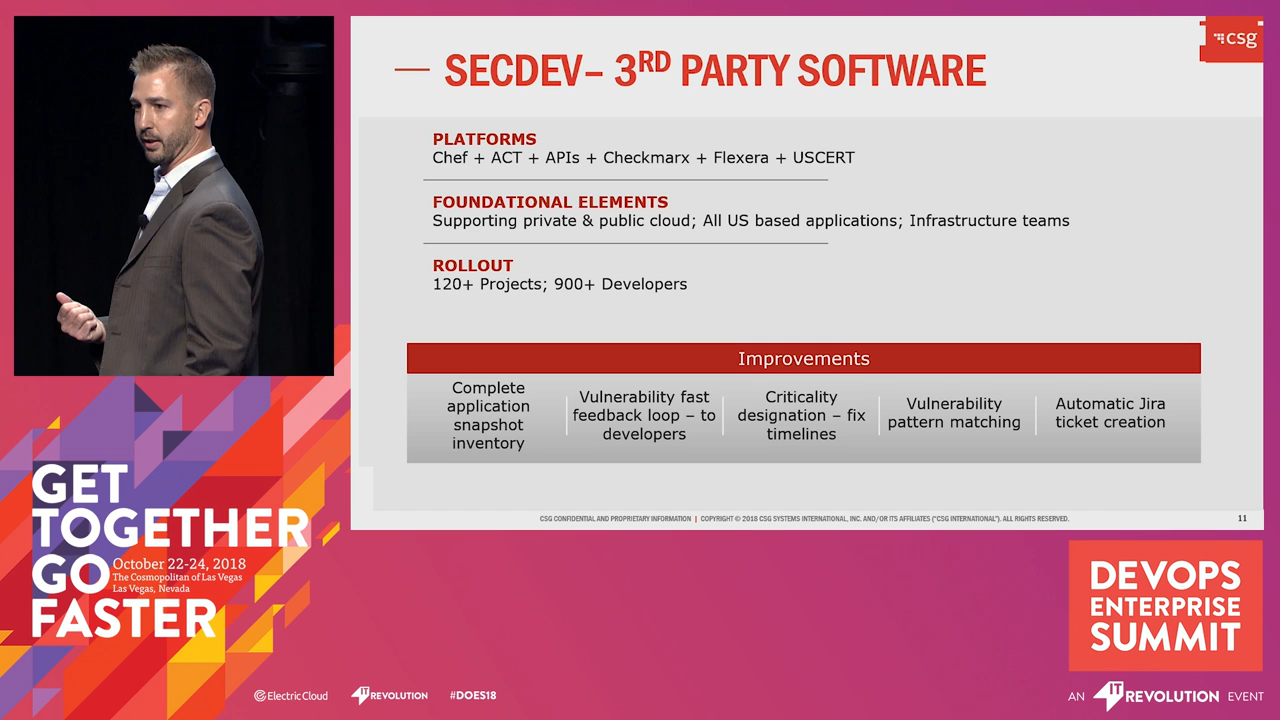 csg
SECDEV– 3RD PARTY SOFTWARE
PLATFORMS
Chef + ACT + APIs + Checkmarx + Flexera + USCERT
FOUNDATIONAL ELEMENTS
Supporting private & public cloud; All US based applications; Infrastructure teams
ROLLOUT
120+ Projects; 900+ Developers
Improvements
Complete
application
snapshot
inventory
Vulnerability fast
feedback loop – to
developers
Criticality
designation – fix
timelines
Vulnerability
pattern matching
Automatic Jira
ticket creation
CSG CONFIDENTIAL AND PROPRIETARY INFORMATION | COPYRIGHT © 2018 CSG SYSTEMS INTERNATIONAL, INC. AND/OR ITS AFFILIATES ("CSG INTERNATIONAL"). ALL RIGHTS RESERVED.
11
GET
TOGETHER
GO
FASTER
October 22-24, 2018
The Cosmopolitan of Las Vegas
Las Vegas, Nevada
DEVOPS
ENTERPRISE
SUMMIT
Electric Cloud
IT REVOLUTION
#DOES18
AN IT REVOLUTION EVENT